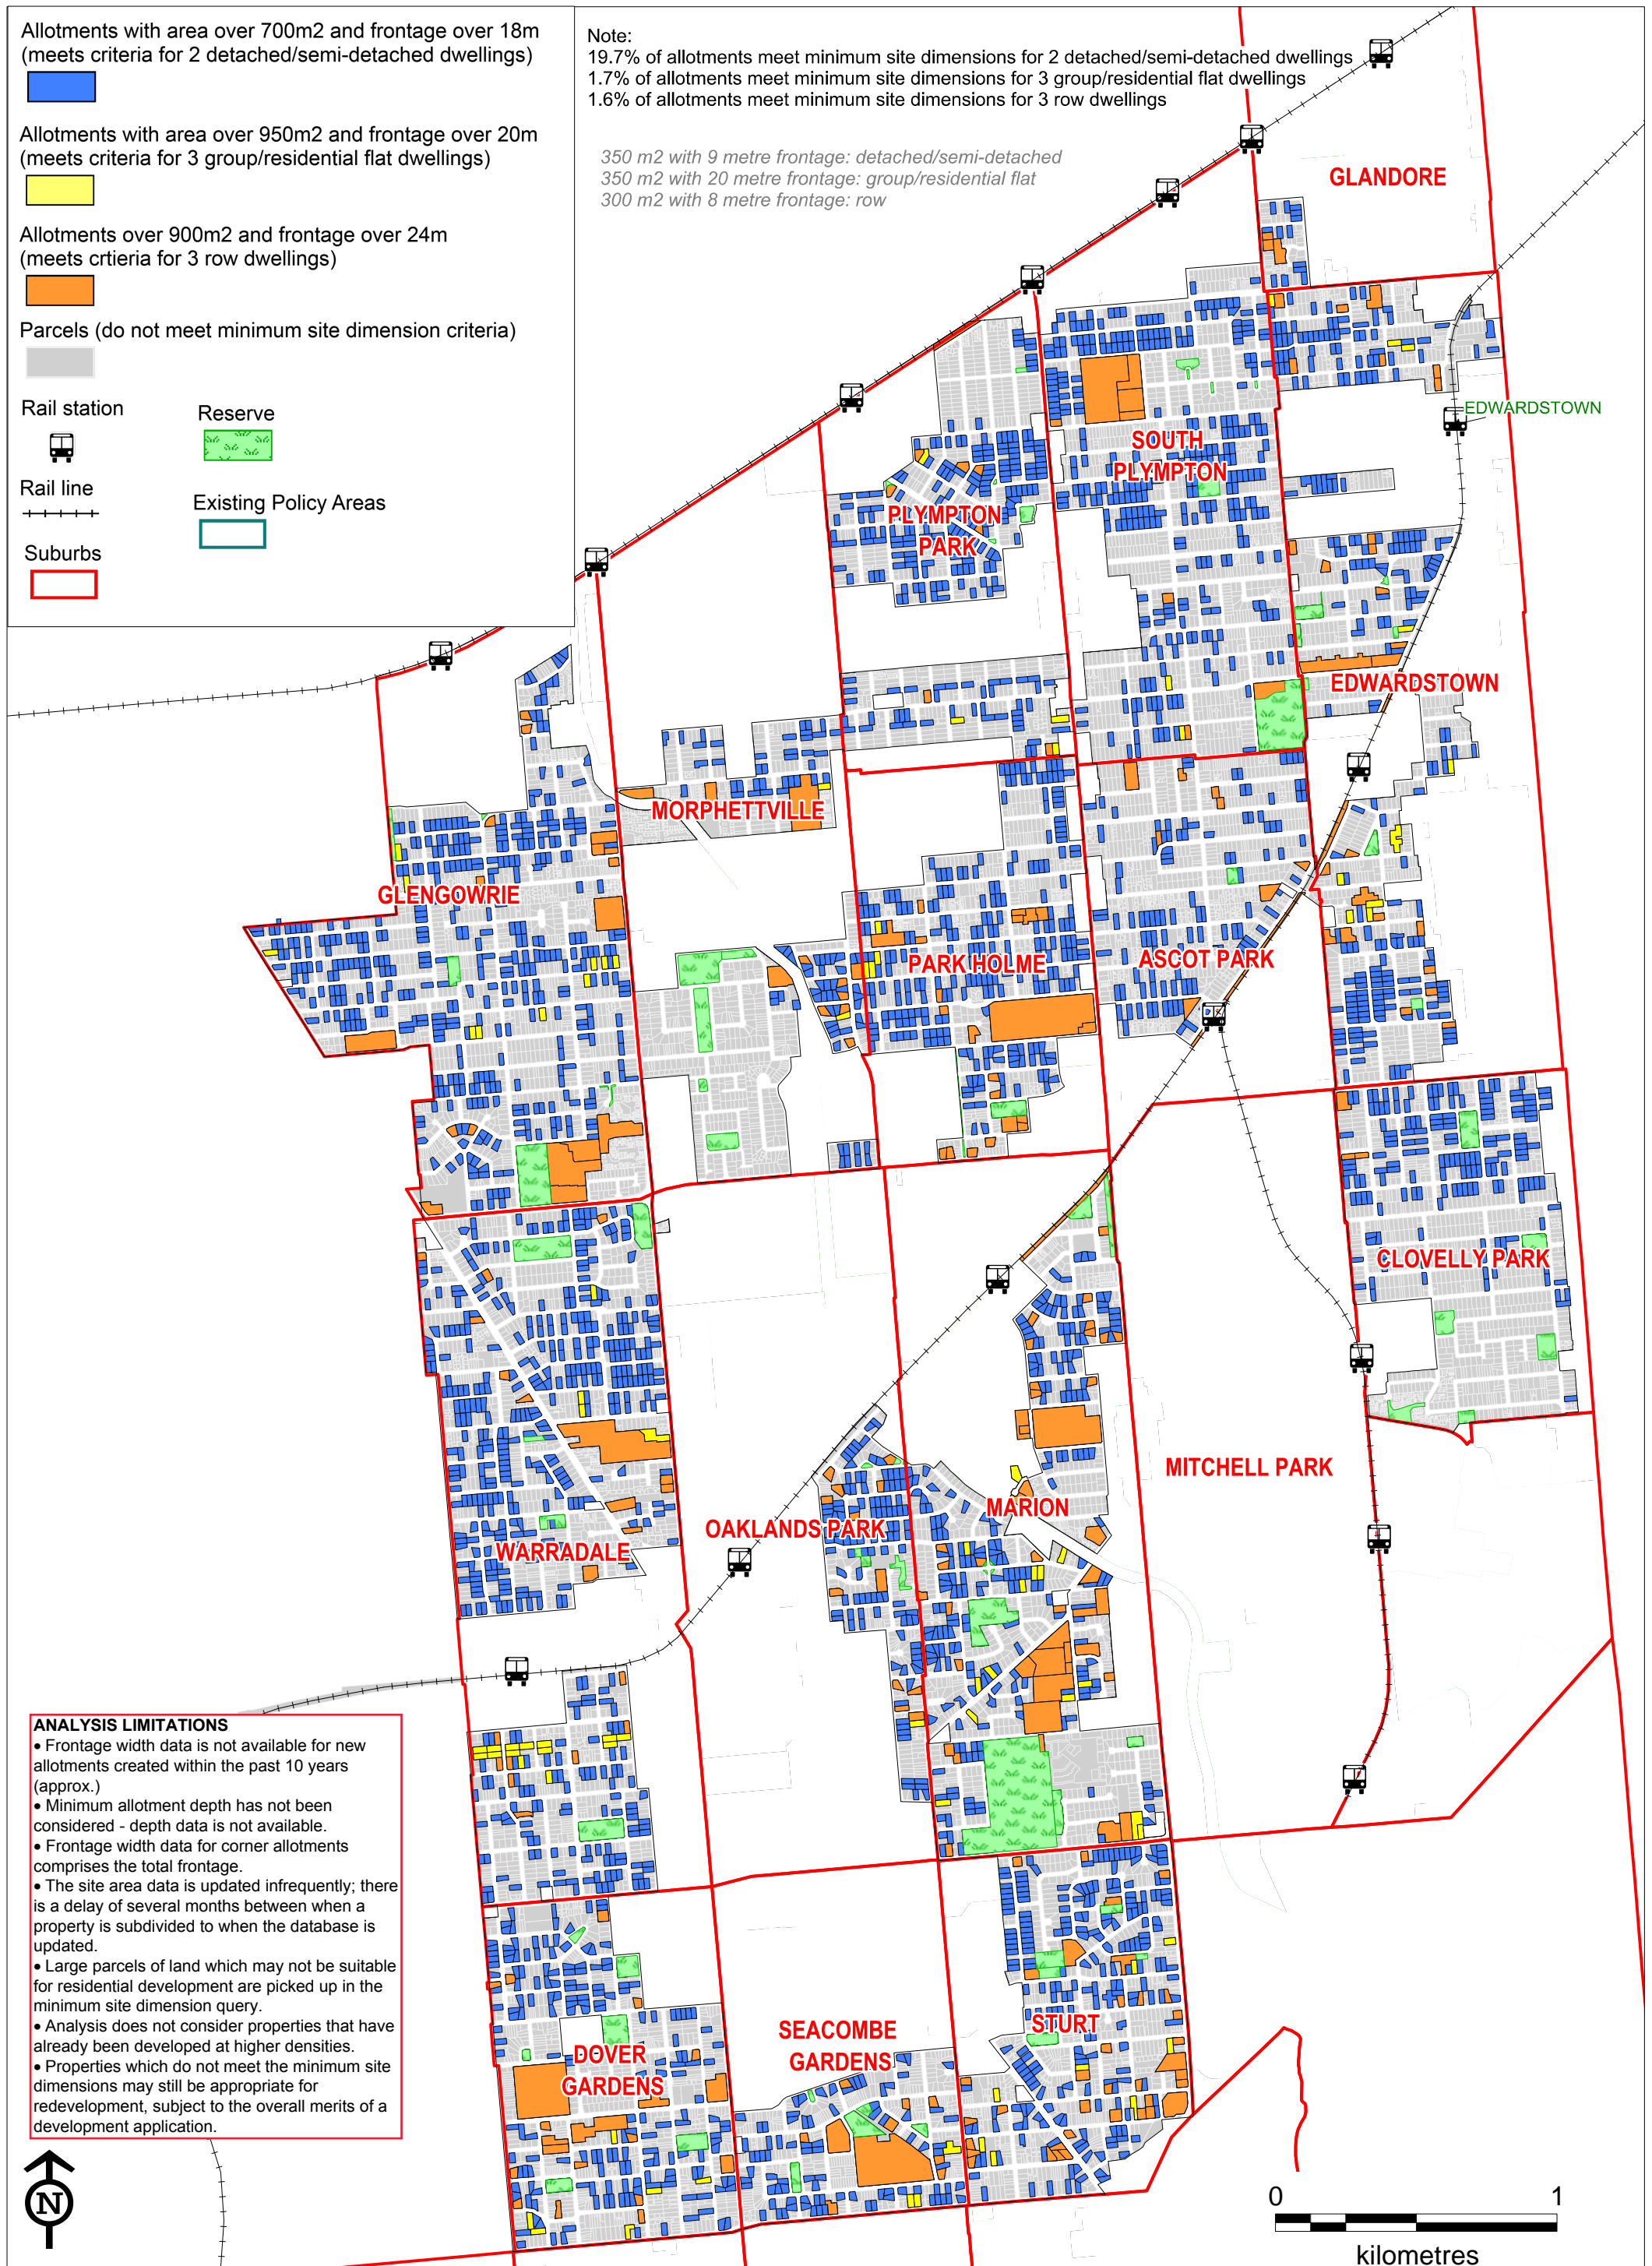 Allotments with area over 700m2 and frontage over 18m
(meets criteria for 2 detached/semi-detached dwellings)
Allotments with area over 950m2 and frontage over 20m
(meets criteria for 3 group/residential flat dwellings)
Allotments over 900m2 and frontage over 24m
(meets crtieria for 3 row dwellings)
Parcels (do not meet minimum site dimension criteria)
Rail station
Reserve
Rail line
Existing Policy Areas
Suburbs
Note:
19.7% of allotments meet minimum site dimensions for 2 detached/semi-detached dwellings
1.7% of allotments meet minimum site dimensions for 3 group/residential flat dwellings
1.6% of allotments meet minimum site dimensions for 3 row dwellings
350 m2 with 9 metre frontage: detached/semi-detached
350 m2 with 20 metre frontage: group/residential flat
300 m2 with 8 metre frontage: row
GLANDORE
EDWARDSTOWN
SOUTH
PLYMPTON
PLYMPTON
PARK
EDWARDSTOWN
MORPHETTVILLE
GLENGOWRIE
PARK HOLME
ASCOT PARK
CLOVELLY PARK
MITCHELL PARK
MARION
OAKLANDS PARK
WARRADALE
SEACOMBE
GARDENS
STURT
DOVER
GARDENS
ANALYSIS LIMITATIONS
• Frontage width data is not available for new
allotments created within the past 10 years
(approx.)
• Minimum allotment depth has not been
considered - depth data is not available.
• Frontage width data for corner allotments
comprises the total frontage.
• The site area data is updated infrequently; there
is a delay of several months between when a
property is subdivided to when the database is
updated.
• Large parcels of land which may not be suitable
for residential development are picked up in the
minimum site dimension query.
• Analysis does not consider properties that have
already been developed at higher densities.
• Properties which do not meet the minimum site
dimensions may still be appropriate for
redevelopment, subject to the overall merits of a
development application.
N
0 1
kilometres